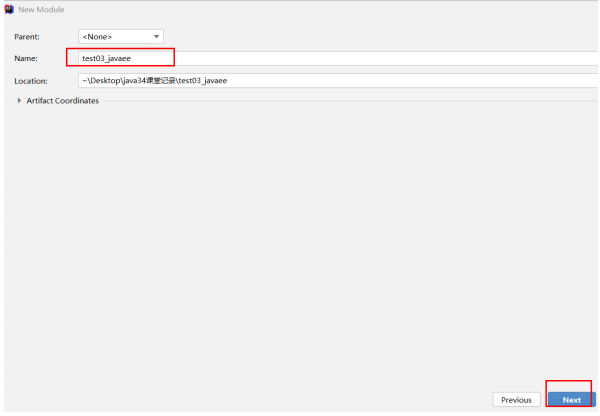 New Module
Parent: <None>
Name: test03_javaee
Location: ~\Desktop\java34课堂记录\test03_javaee
Artifact Coordinates
Previous Next